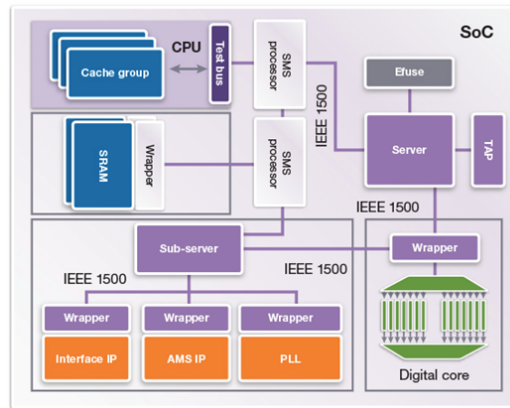 SoC
CPU
Cache group
Test bus
SMS
processor
IEEE 1500
Efuse
Server
TAP
SRAM
Wrapper
SMS
processor
IEEE 1500
Sub-server
Wrapper
IEEE 1500
IEEE 1500
Wrapper
Wrapper
Wrapper
Interface IP
AMS IP
PLL
Digital core